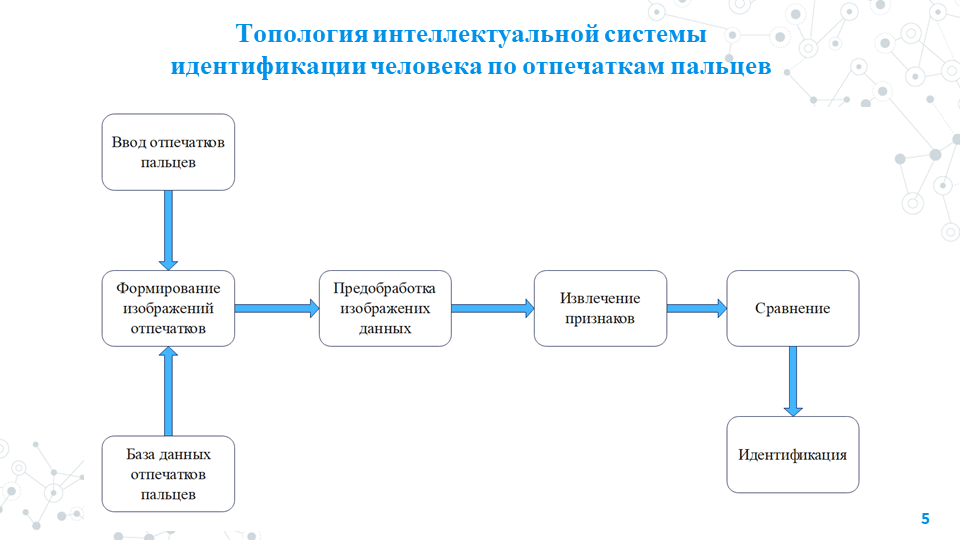 Топология интеллектуальной системы
идентификации человека по отпечаткам пальцев
Ввод отпечатков
пальцев
Формирование
изображений
отпечатков
Предобработка
изображених
данных
Извлечение
признаков
Сравнение
База данных
отпечатков
пальцев
Идентификация
5